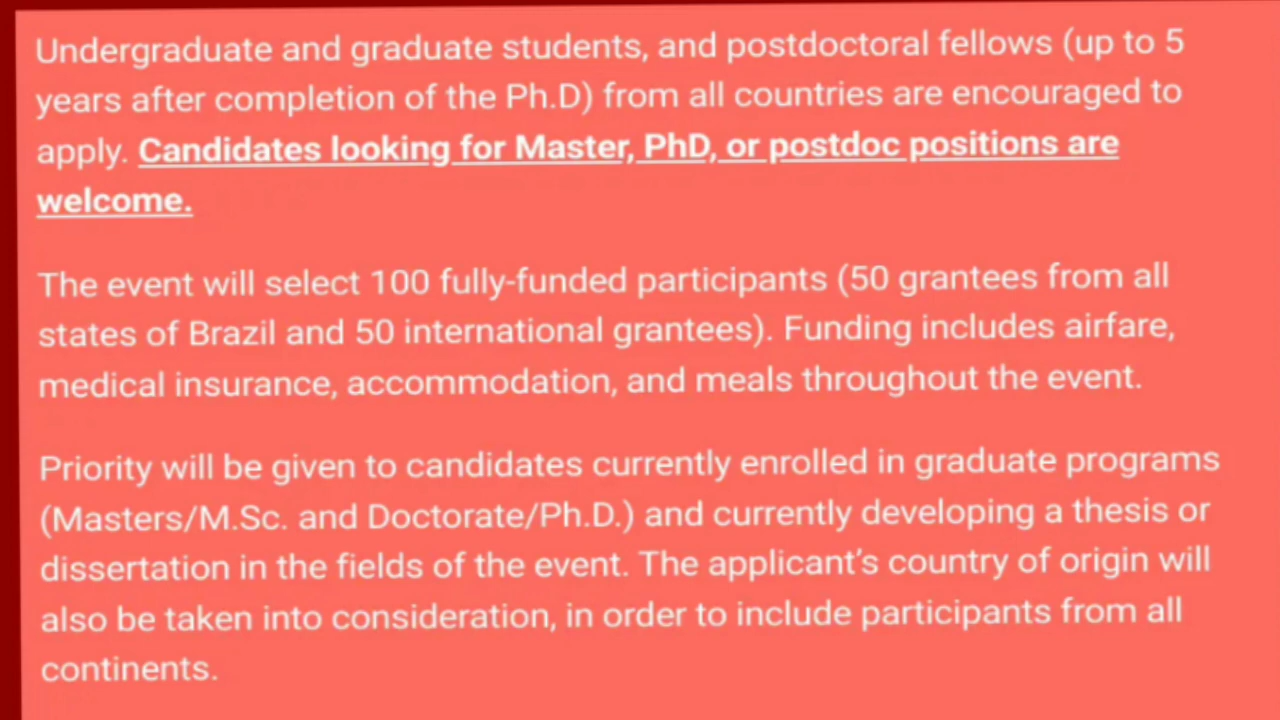 Undergraduate and graduate students, and postdoctoral fellows (up to 5
years after completion of the Ph.D) from all countries are encouraged to
apply. Candidates looking for Master, PhD, or postdoc positions are
welcome.
The event will select 100 fully-funded participants (50 grantees from all
states of Brazil and 50 international grantees). Funding includes airfare,
medical insurance, accommodation, and meals throughout the event.
Priority will be given to candidates currently enrolled in graduate programs
(Masters/M.Sc. and Doctorate/Ph.D.) and currently developing a thesis or
dissertation in the fields of the event. The applicant’s country of origin will
also be taken into consideration, in order to include participants from all
continents.